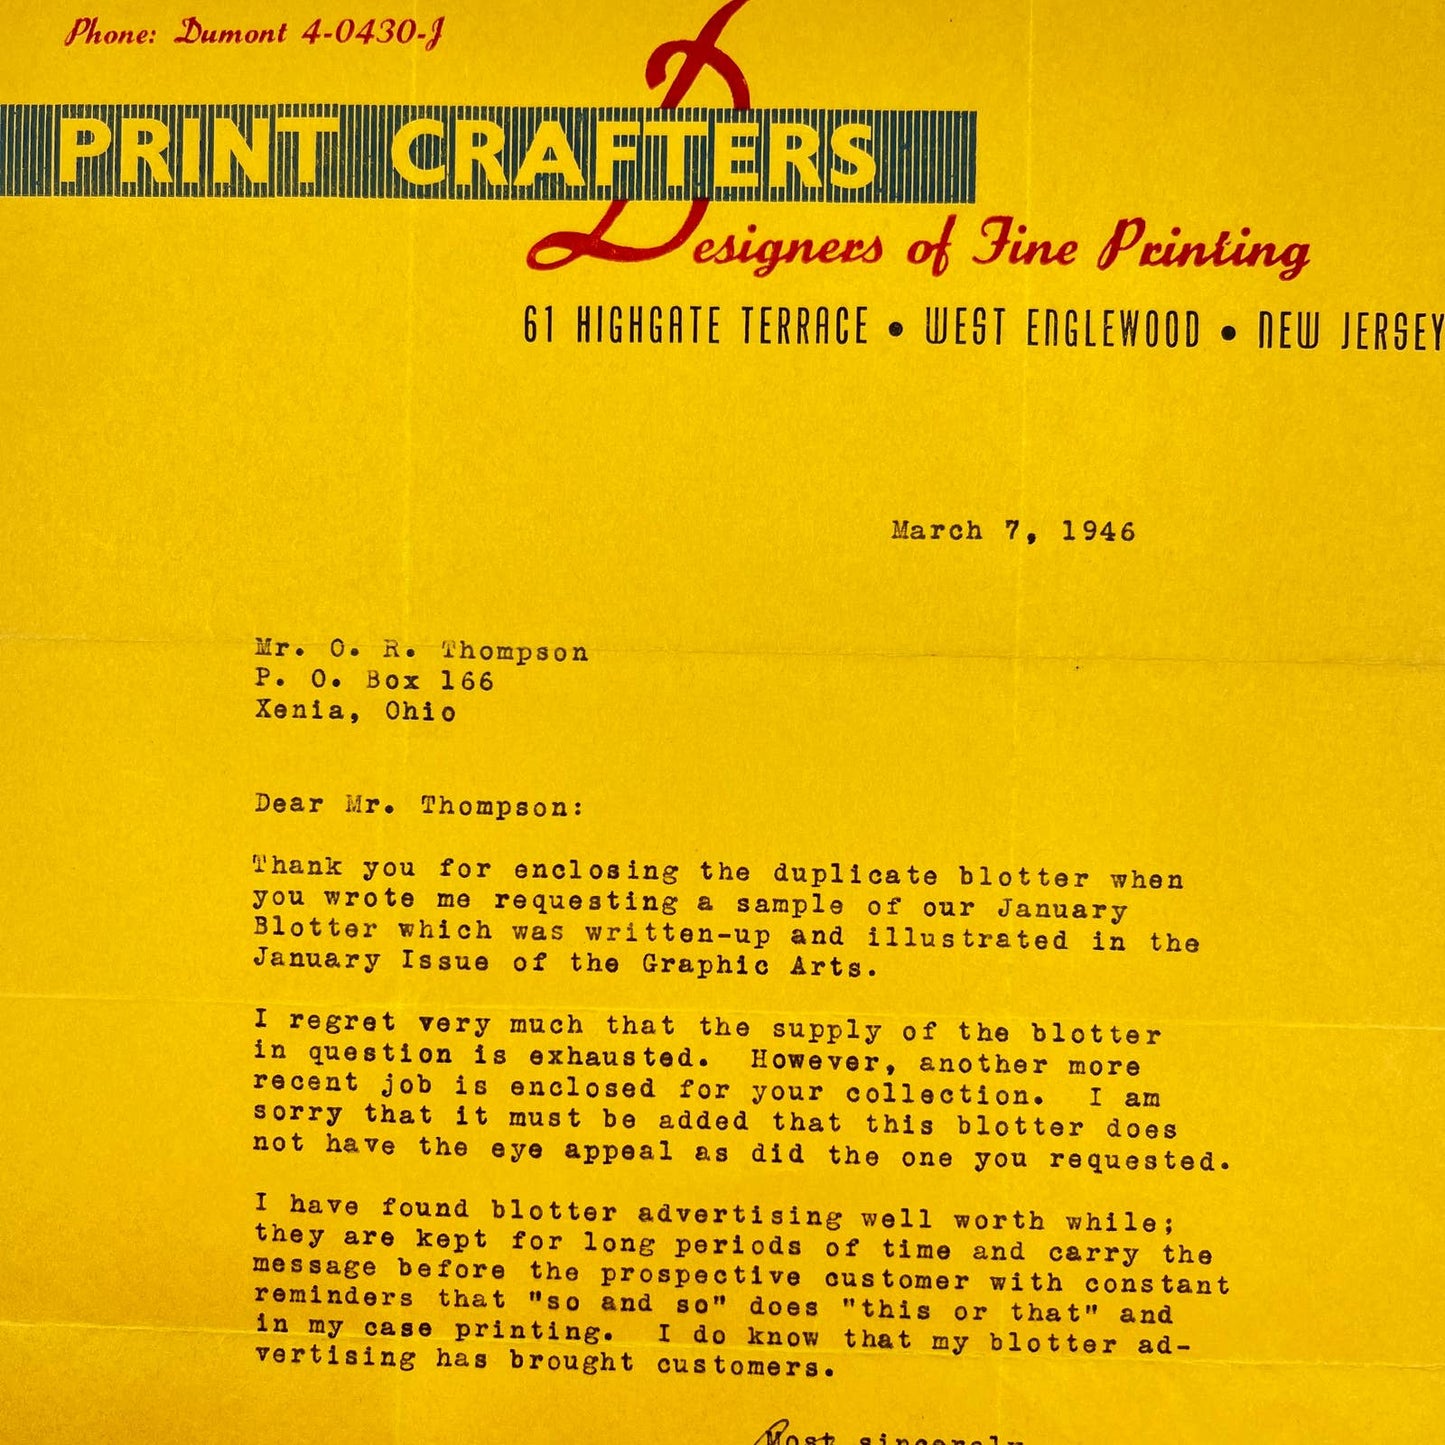 Phone: Dumont 4-0430-J
PRINT CRAFTERS
Designers of Fine Printing
61 HIGHGATE TERRACE • WEST ENGLEWOOD • NEW JERSEY
March 7, 1946
Mr. O. R. Thompson
P. O. Box 166
Xenia, Ohio
Dear Mr. Thompson:
Thank you for enclosing the duplicate blotter when
you wrote me requesting a sample of our January
Blotter which was written-up and illustrated in the
January Issue of the Graphic Arts.
I regret very much that the supply of the blotter
in question is exhausted. However, another more
recent job is enclosed for your collection. I am
sorry that it must be added that this blotter does
not have the eye appeal as did the one you requested.
I have found blotter advertising well worth while;
they are kept for long periods of time and carry the
message before the prospective customer with constant
reminders that "so and so" does "this or that" and
in my case printing. I do know that my blotter ad-
vertising has brought customers.
Most sincerely